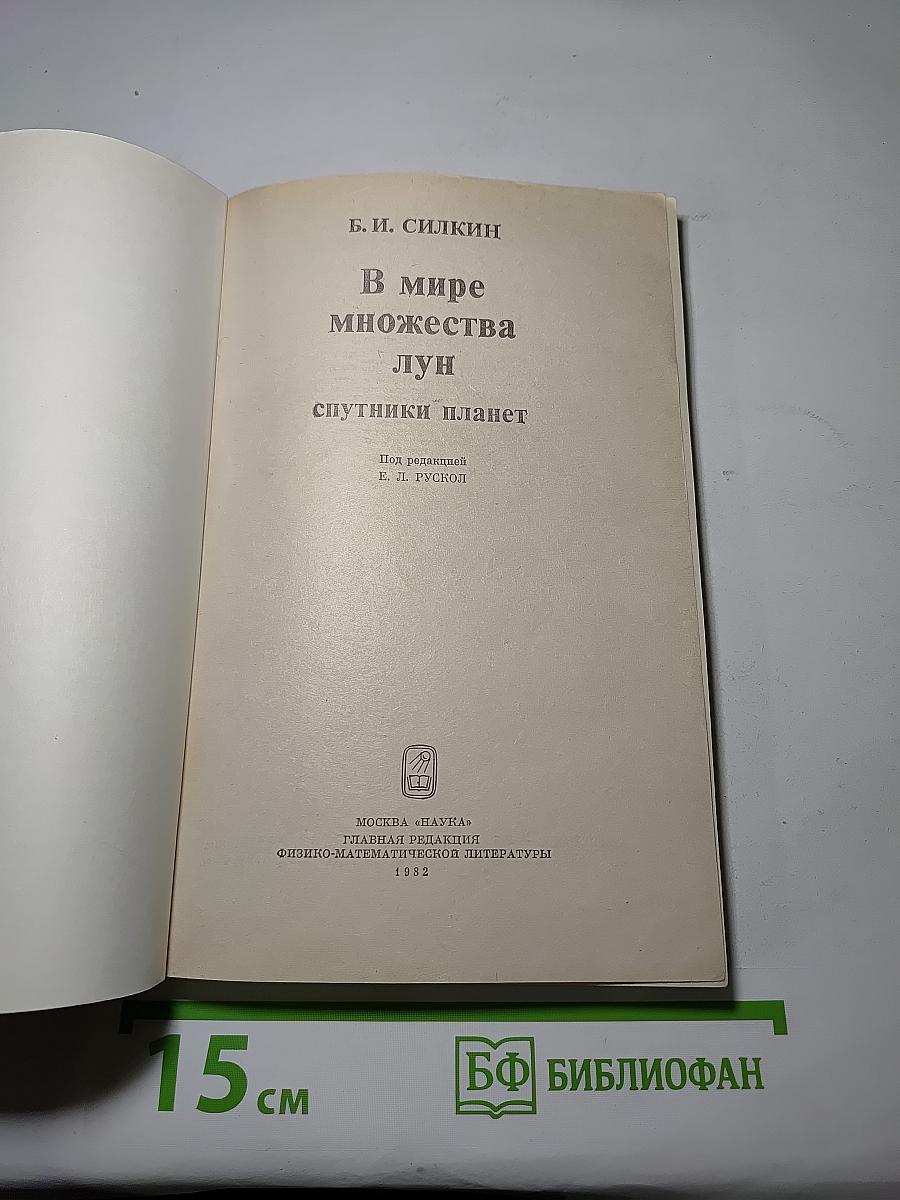 Б. И. СИЛКИН
В мире
множества
лун
спутники планет
Под редакцией
Е. Л. РУСКОЛ
МОСКВА «НАУКА»
ГЛАВНАЯ РЕДАКЦИЯ
ФИЗИКО-МАТЕМАТИЧЕСКОЙ ЛИТЕРАТУРЫ
1982
15 см
БФ БИБЛИОФАН